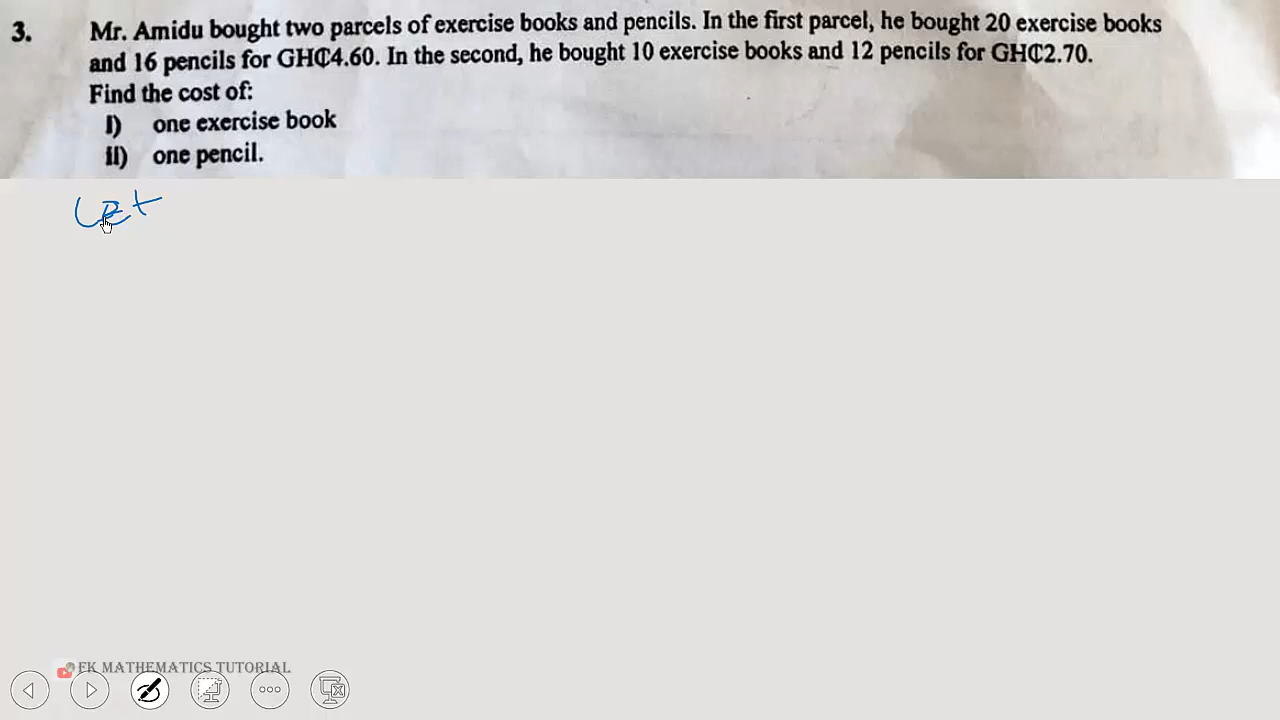 3. Mr. Amidu bought two parcels of exercise books and pencils. In the first parcel, he bought 20 exercise books
and 16 pencils for GH₵4.60. In the second, he bought 10 exercise books and 12 pencils for GH₵2.70.
Find the cost of:
I) one exercise book
II) one pencil.
Let
EK MATHEMATICS TUTORIAL